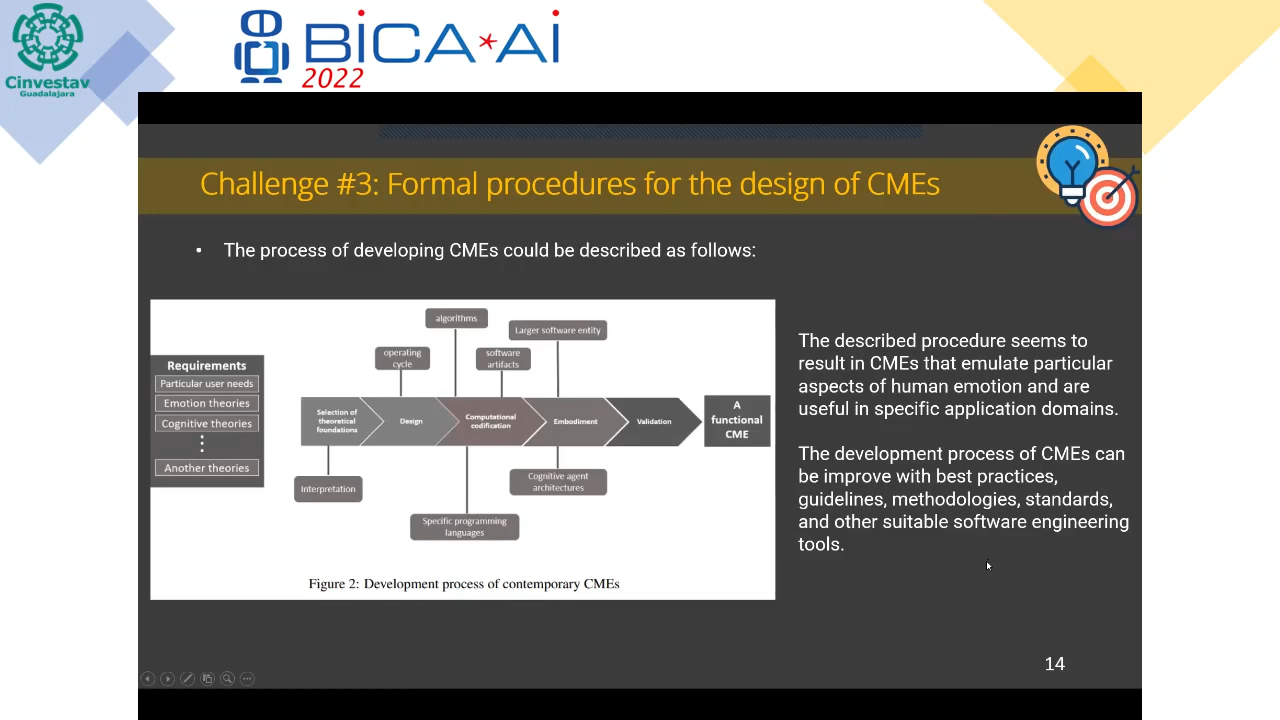 Cinvestav
Guadalajara
BiCA*Ai
2022
Challenge #3: Formal procedures for the design of CMEs
• The process of developing CMEs could be described as follows:
Requirements
Particular user needs
Emotion theories
Cognitive theories
Another theories
algorithms
Larger software entity
operating
cycle
software
artifacts
Selection of
theoretical
foundations
Design
Computational
codification
Embodiment
Validation
A
functional
CME
Interpretation
Cognitive agent
architectures
Specific programming
languages
Figure 2: Development process of contemporary CMEs
The described procedure seems to
result in CMEs that emulate particular
aspects of human emotion and are
useful in specific application domains.
The development process of CMEs can
be improve with best practices,
guidelines, methodologies, standards,
and other suitable software engineering
tools.
14